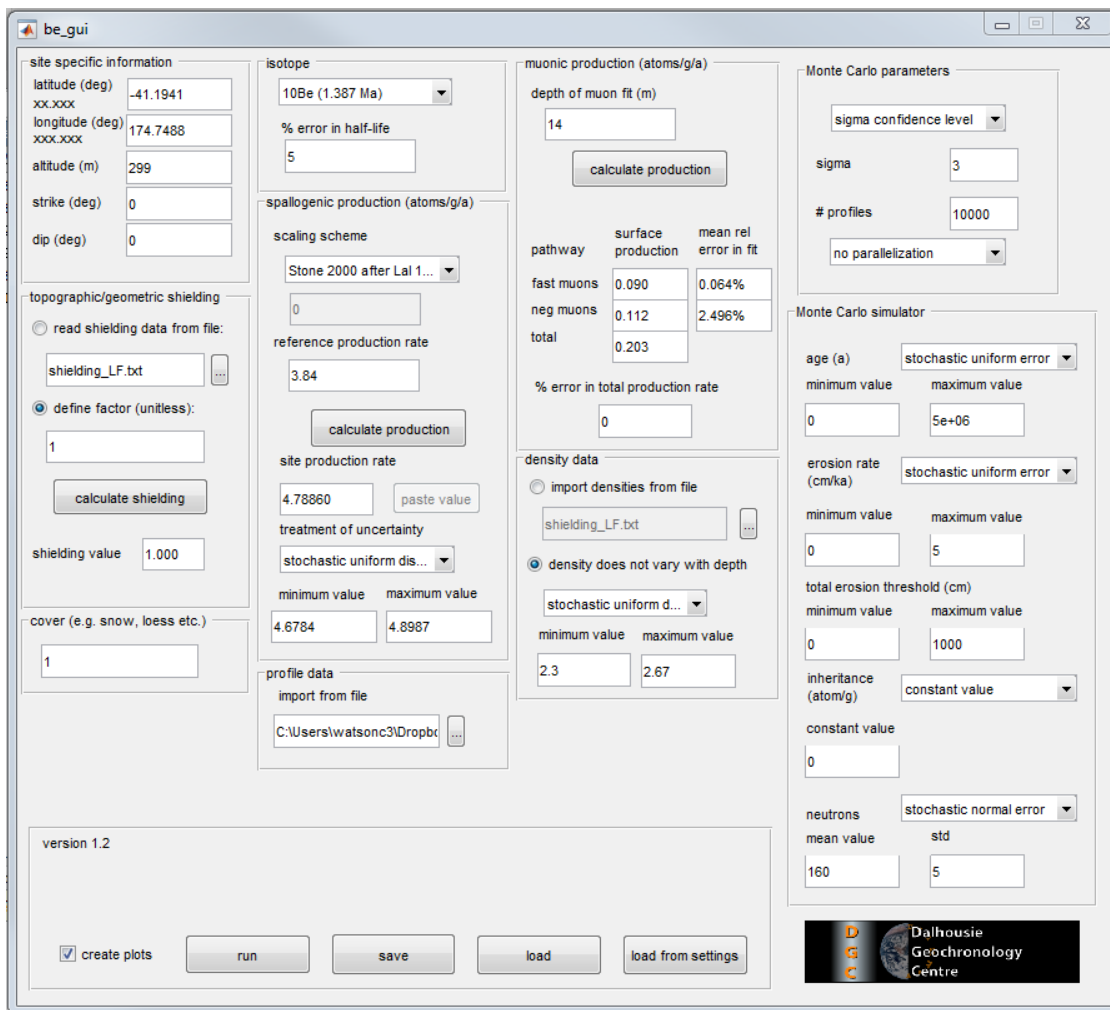 be_gui
site specific information
latitude (deg)
xx.xxx
-41.1941
longitude (deg)
xxx.xxx
174.7488
altitude (m)
299
strike (deg)
0
dip (deg)
0
topographic/geometric shielding
read shielding data from file:
shielding_LF.txt
...
define factor (unitless):
1
calculate shielding
shielding value
1.000
cover (e.g. snow, loess etc.)
1
isotope
10Be (1.387 Ma)
% error in half-life
5
spallogenic production (atoms/g/a)
scaling scheme
Stone 2000 after Lal 1...
0
reference production rate
3.84
calculate production
site production rate
4.78860
paste value
treatment of uncertainty
stochastic uniform dis...
minimum value maximum value
4.6784 4.8987
profile data
import from file
C:\Users\watsonc3\Dropbo
...
muonic production (atoms/g/a)
depth of muon fit (m)
14
calculate production
pathway
surface
production
mean rel
error in fit
fast muons 0.090 0.064%
neg muons 0.112 2.496%
total 0.203
% error in total production rate
0
density data
import densities from file
shielding_LF.txt
...
density does not vary with depth
stochastic uniform d...
minimum value maximum value
2.3 2.67
Monte Carlo parameters
sigma confidence level
sigma 3
# profiles 10000
no parallelization
Monte Carlo simulator
age (a) stochastic uniform error
minimum value maximum value
0 5e+06
erosion rate
(cm/ka)
stochastic uniform error
minimum value maximum value
0 5
total erosion threshold (cm)
minimum value maximum value
0 1000
inheritance
(atom/g)
constant value
constant value
0
neutrons stochastic normal error
mean value std
160 5
version 1.2
create plots run save load load from settings
D G C
Dalhousie
Geochronology
Centre